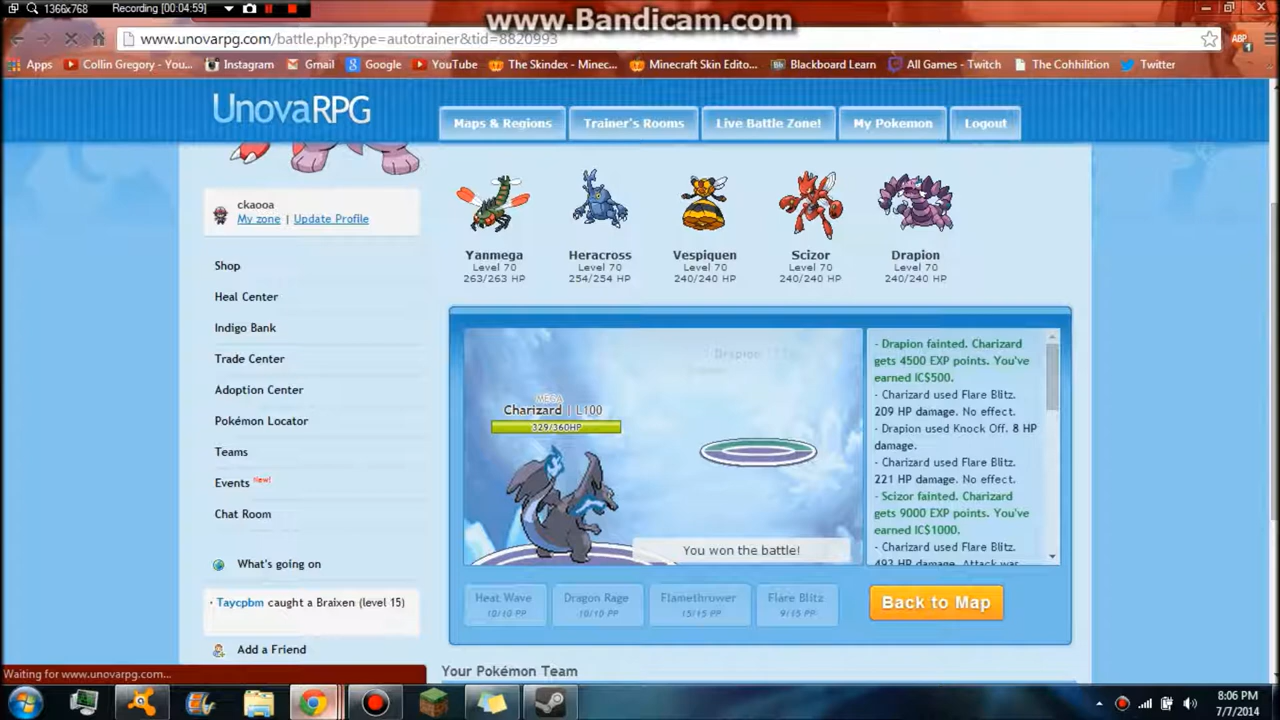 1366x768
Recording [00:04:59]
www.Bandicam.com
www.unovarpg.com/battle.php?type=autotrainer&tid=8820993
ABP
1
Apps
Collin Gregory - You...
Instagram
Gmail
Google
YouTube
The Skindex - Minec...
Minecraft Skin Edito...
Blackboard Learn
All Games - Twitch
The Cohhilition
Twitter
UnovaRPG
Maps & Regions
Trainer's Rooms
Live Battle Zone!
My Pokemon
Logout
ckaooa
My zone | Update Profile
Shop
Heal Center
Indigo Bank
Trade Center
Adoption Center
Pokémon Locator
Teams
Events New!
Chat Room
What's going on
· Taycpbm caught a Braixen (level 15)
Add a Friend
Yanmega
Level 70
263/263 HP
Heracross
Level 70
254/254 HP
Vespiquen
Level 70
240/240 HP
Scizor
Level 70
240/240 HP
Drapion
Level 70
240/240 HP
Drapion
MEGA
Charizard | L100
329/360HP
You won the battle!
- Drapion fainted. Charizard
gets 4500 EXP points. You've
earned IC$500.
- Charizard used Flare Blitz.
209 HP damage. No effect.
- Drapion used Knock Off. 8 HP
damage.
- Charizard used Flare Blitz.
221 HP damage. No effect.
- Scizor fainted. Charizard
gets 9000 EXP points. You've
earned IC$1000.
- Charizard used Flare Blitz.
493 HP damage. Attack was
Heat Wave
10/10 PP
Dragon Rage
10/10 PP
Flamethrower
15/15 PP
Flare Blitz
9/15 PP
Back to Map
Your Pokémon Team
Waiting for www.unovarpg.com...
8:06 PM
7/7/2014